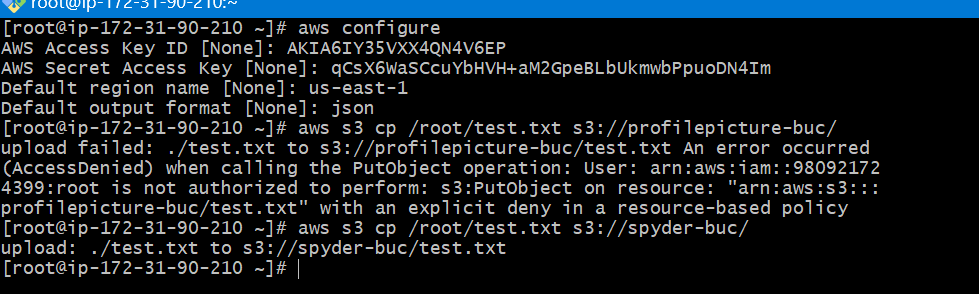 root@ip-172-31-90-210:~
[root@ip-172-31-90-210 ~]# aws configure
AWS Access Key ID [None]: AKIA6IY35VXX4QN4V6EP
AWS Secret Access Key [None]: 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
Default region name [None]: us-east-1
Default output format [None]: json
[root@ip-172-31-90-210 ~]# aws s3 cp /root/test.txt s3://profilepicture-buc/
upload failed: ./test.txt to s3://profilepicture-buc/test.txt An error occurred
(AccessDenied) when calling the PutObject operation: User: arn:aws:iam::98092172
4399:root is not authorized to perform: s3:PutObject on resource: "arn:aws:s3:::
profilepicture-buc/test.txt" with an explicit deny in a resource-based policy
[root@ip-172-31-90-210 ~]# aws s3 cp /root/test.txt s3://spyder-buc/
upload: ./test.txt to s3://spyder-buc/test.txt
[root@ip-172-31-90-210 ~]#